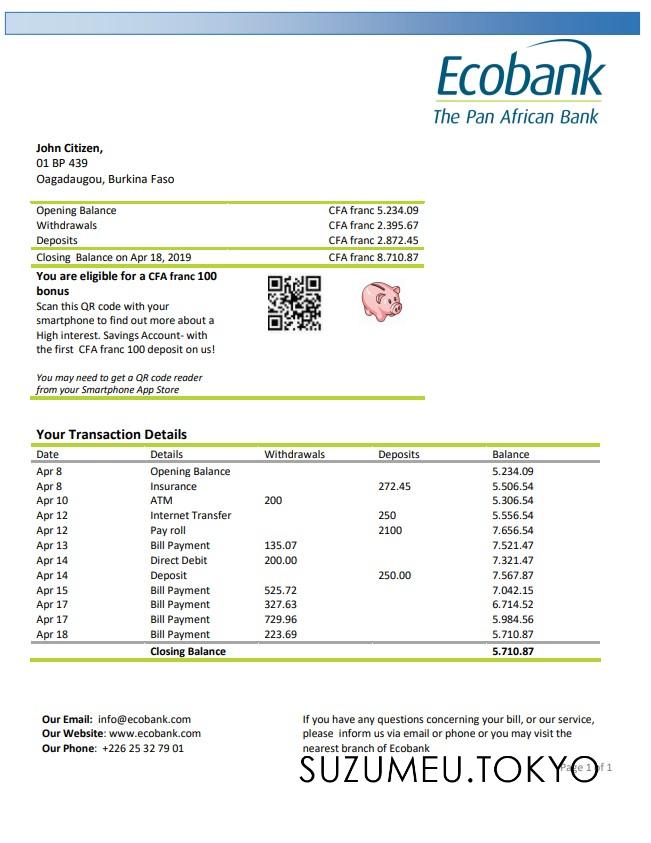 Ecobank
The Pan African Bank
John Citizen,
01 BP 439
Oagadaugou, Burkina Faso
Opening Balance CFA franc 5.234.09
Withdrawals CFA franc 2.395.67
Deposits CFA franc 2.872.45
Closing Balance on Apr 18, 2019 CFA franc 8.710.87
You are eligible for a CFA franc 100
bonus
Scan this QR code with your
smartphone to find out more about a
High interest. Savings Account- with
the first CFA franc 100 deposit on us!
You may need to get a QR code reader
from your Smartphone App Store
Your Transaction Details
Date Details Withdrawals Deposits Balance
Apr 8 Opening Balance 5.234.09
Apr 8 Insurance 272.45 5.506.54
Apr 10 ATM 200 5.306.54
Apr 12 Internet Transfer 250 5.556.54
Apr 12 Pay roll 2100 7.656.54
Apr 13 Bill Payment 135.07 7.521.47
Apr 14 Direct Debit 200.00 7.321.47
Apr 14 Deposit 250.00 7.567.87
Apr 15 Bill Payment 525.72 7.042.15
Apr 17 Bill Payment 327.63 6.714.52
Apr 17 Bill Payment 729.96 5.984.56
Apr 18 Bill Payment 223.69 5.710.87
Closing Balance 5.710.87
Our Email: info@ecobank.com
Our Website: www.ecobank.com
Our Phone: +226 25 32 79 01
If you have any questions concerning your bill, or our service,
please inform us via email or phone or you may visit the
nearest branch of Ecobank
Page 1 of 1
SUZUMEU.TOKYO